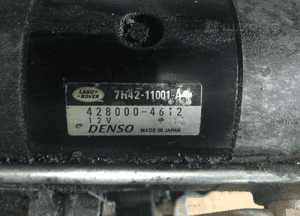 LAND
ROVER
7H42-11001-A
428000-4612
12V
DENSO MADE IN JAPAN